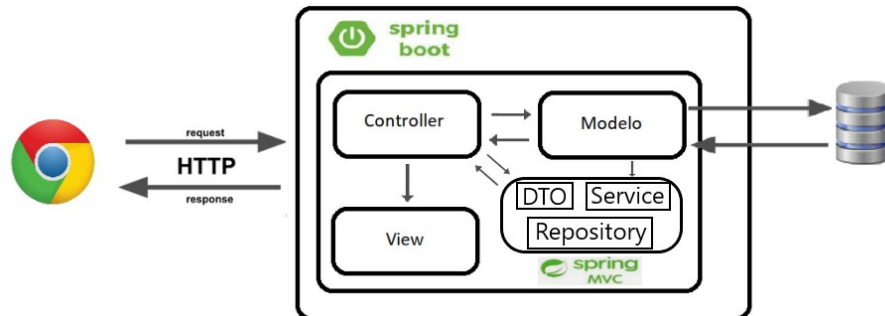 spring
boot
request
HTTP
response
Controller
Modelo
View
DTO Service
Repository
spring
MVC